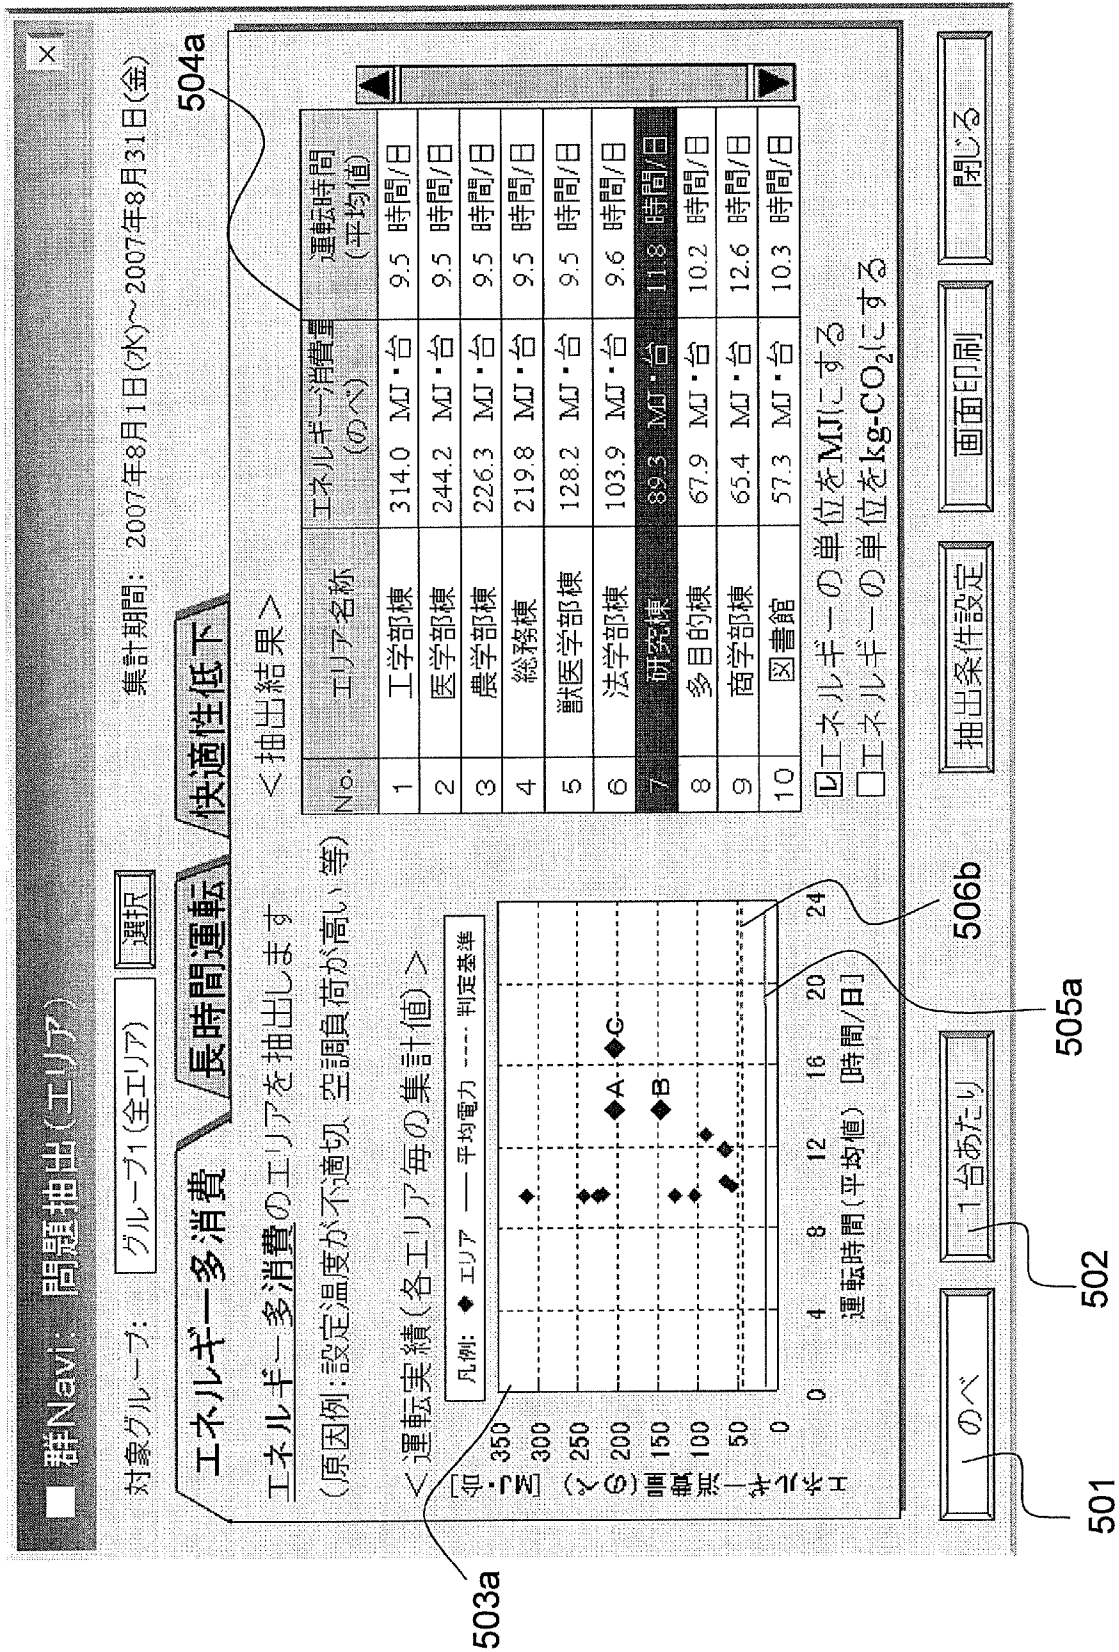 ■ 群Navi： 問題抽出(エリア)
×
対象グループ： グループ1(全エリア) 選択
集計期間： 2007年8月1日(水)～2007年8月31日(金)
エネルギー多消費 長時間運転 快適性低下
エネルギー多消費のエリアを抽出します
(原因例:設定温度が不適切、空調負荷が高い 等)
＜運転実績(各エリア毎の集計値)＞
凡例: ◆ エリア ―― 平均電力 ---- 判定基準
エネルギー消費量(のべ) [MJ・台]
350
300
250
200
150
100
50
0
A
B
C
0 4 8 12 16 20 24
運転時間(平均値) [時間/日]
＜抽出結果＞
No. エリア名称 エネルギー消費量(のべ) 運転時間(平均値)
1 工学部棟 314.0 MJ・台 9.5 時間/日
2 医学部棟 244.2 MJ・台 9.5 時間/日
3 農学部棟 226.3 MJ・台 9.5 時間/日
4 総務棟 219.8 MJ・台 9.5 時間/日
5 獣医学部棟 128.2 MJ・台 9.5 時間/日
6 法学部棟 103.9 MJ・台 9.6 時間/日
7 研究棟 89.3 MJ・台 11.8 時間/日
8 多目的棟 67.9 MJ・台 10.2 時間/日
9 商学部棟 65.4 MJ・台 12.6 時間/日
10 図書館 57.3 MJ・台 10.3 時間/日
▲
▼
☑エネルギーの単位をMJにする
□エネルギーの単位をkg-CO₂にする
のべ 1台あたり 抽出条件設定 画面印刷 閉じる
501
502
503a
504a
505a
506b